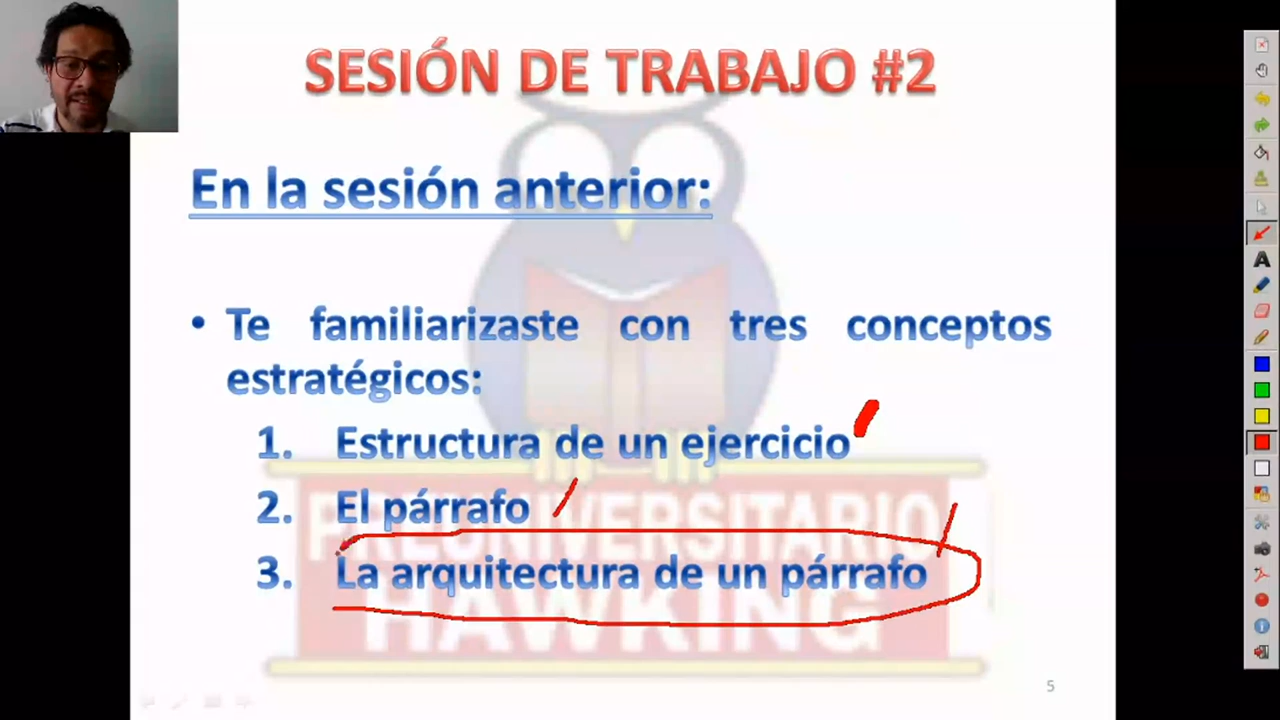 SESIÓN DE TRABAJO #2
En la sesión anterior:
• Te familiarizaste con tres conceptos
estratégicos:
1. Estructura de un ejercicio
2. El párrafo
3. La arquitectura de un párrafo
PREUNIVERSITARIO
HAWKING
5
A